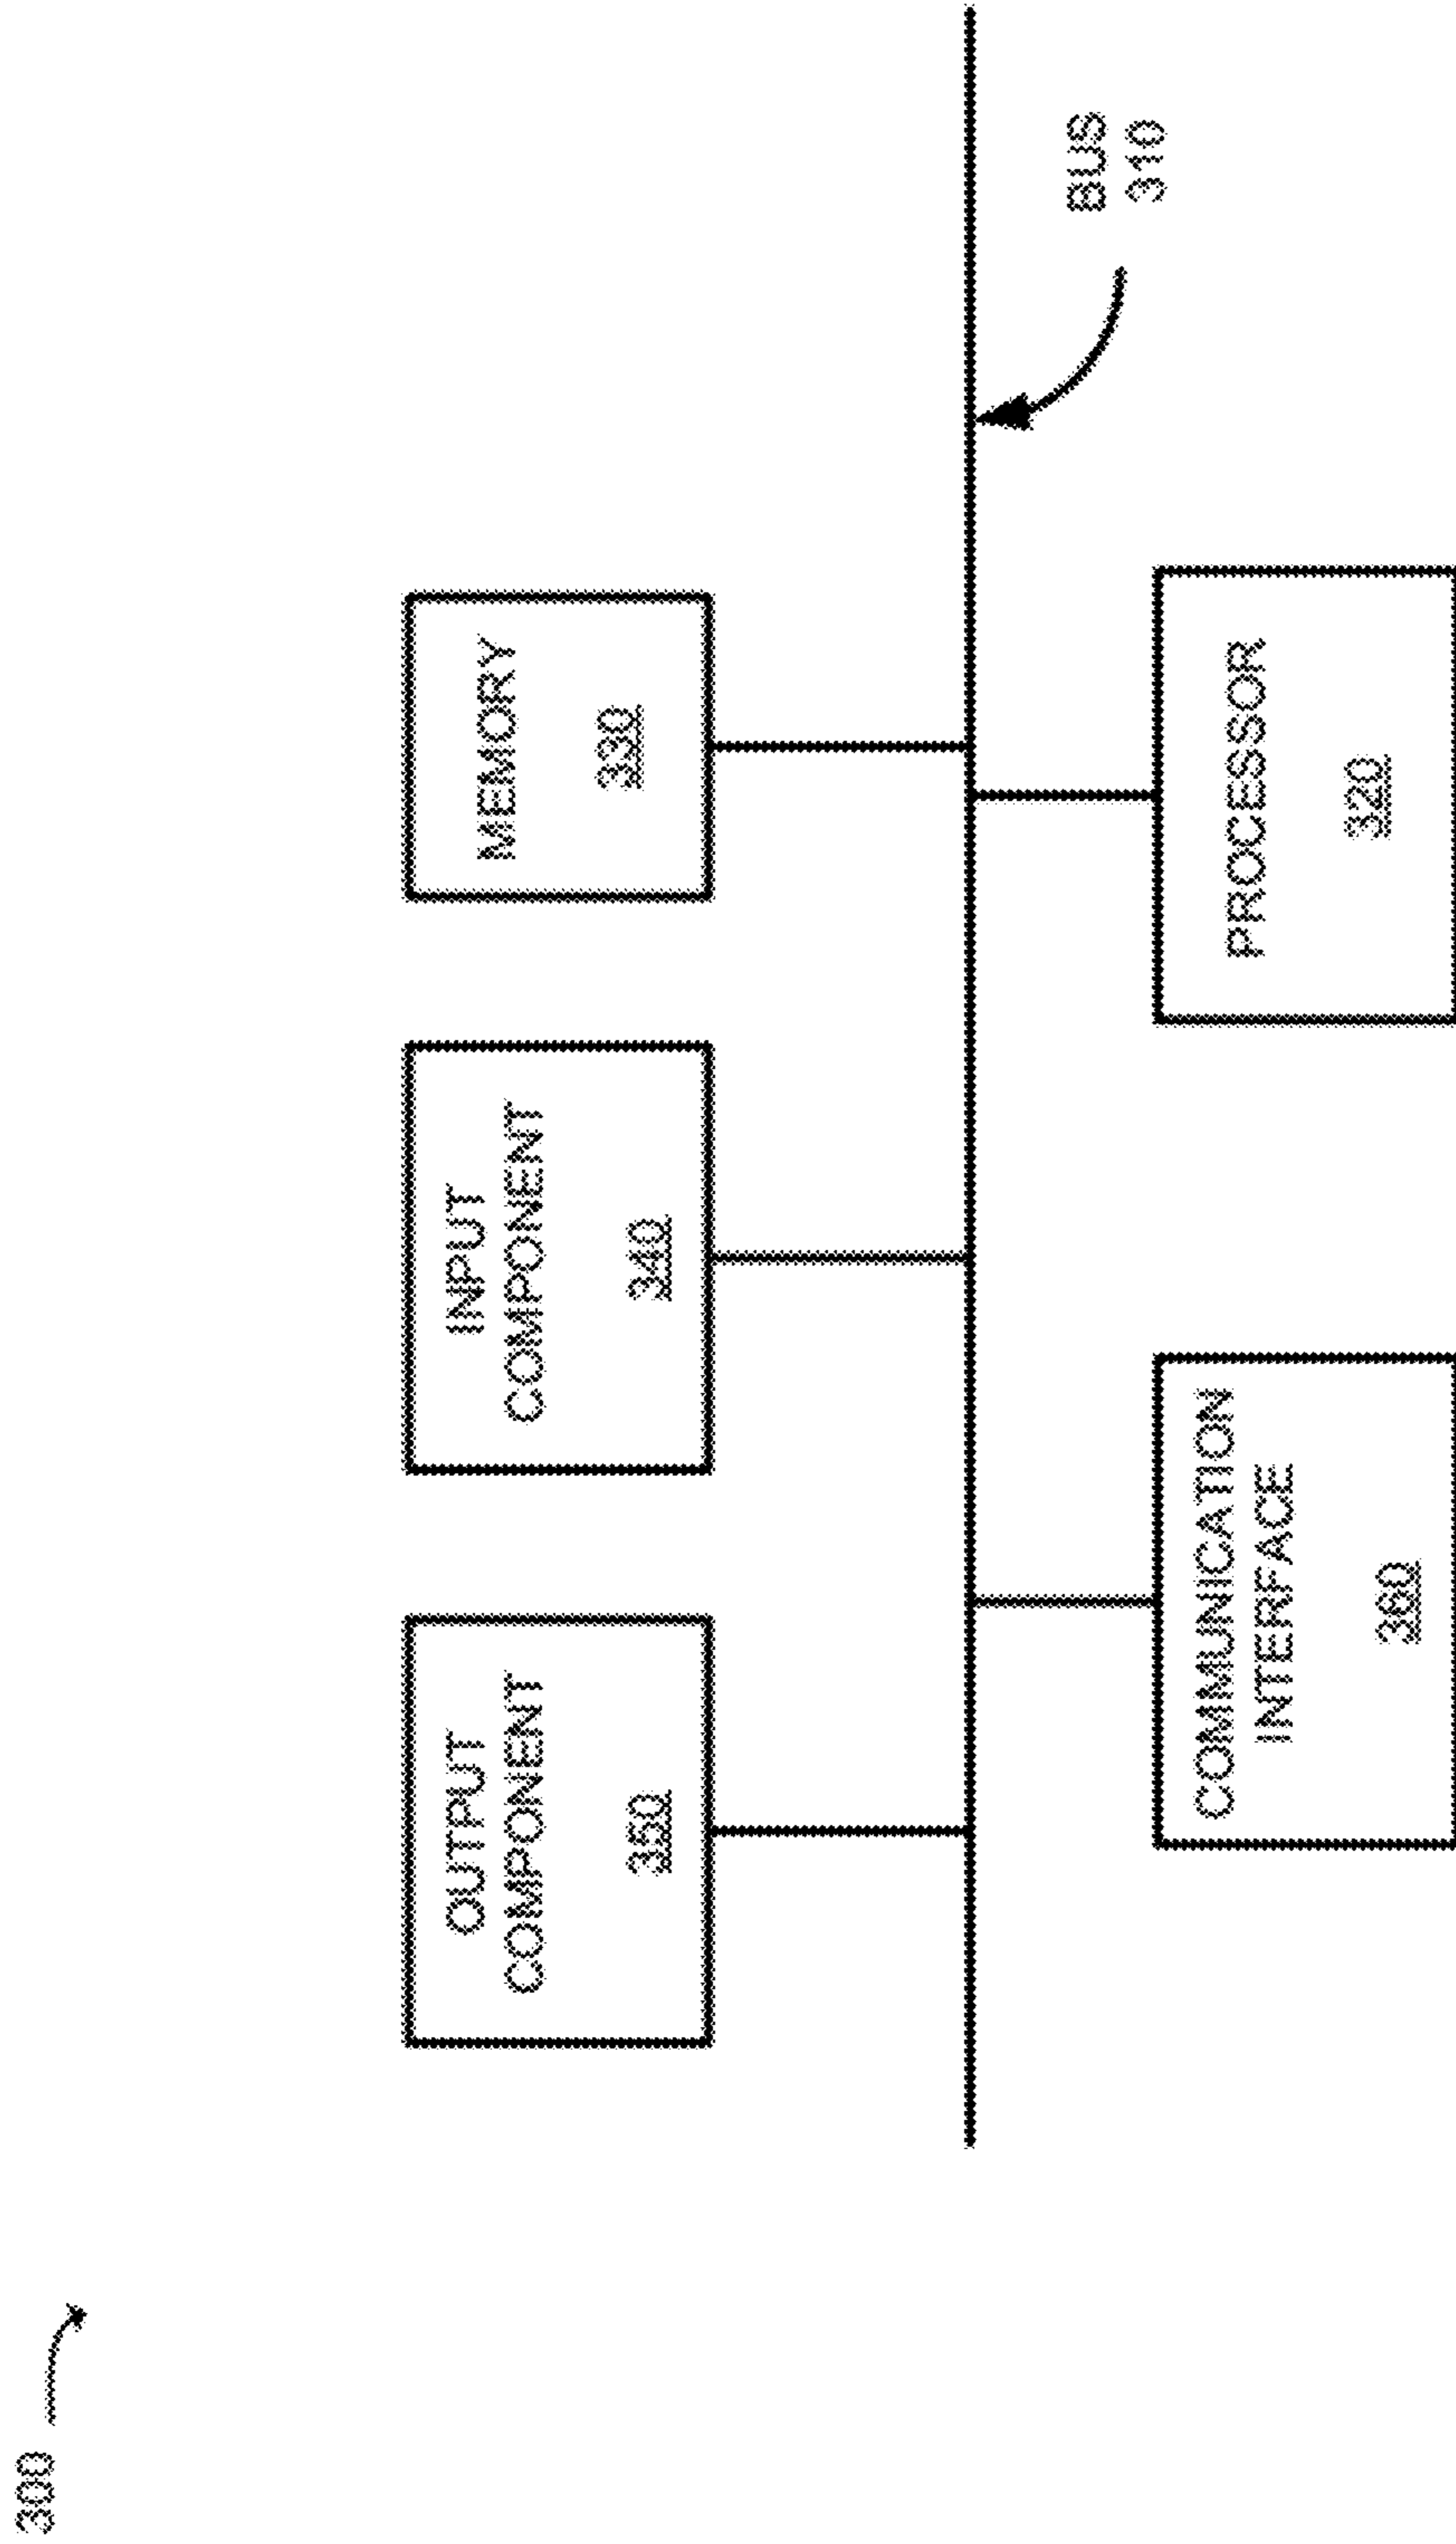 300
OUTPUT
COMPONENT
350
INPUT
COMPONENT
340
MEMORY
330
BUS
310
COMMUNICATION
INTERFACE
360
PROCESSOR
320